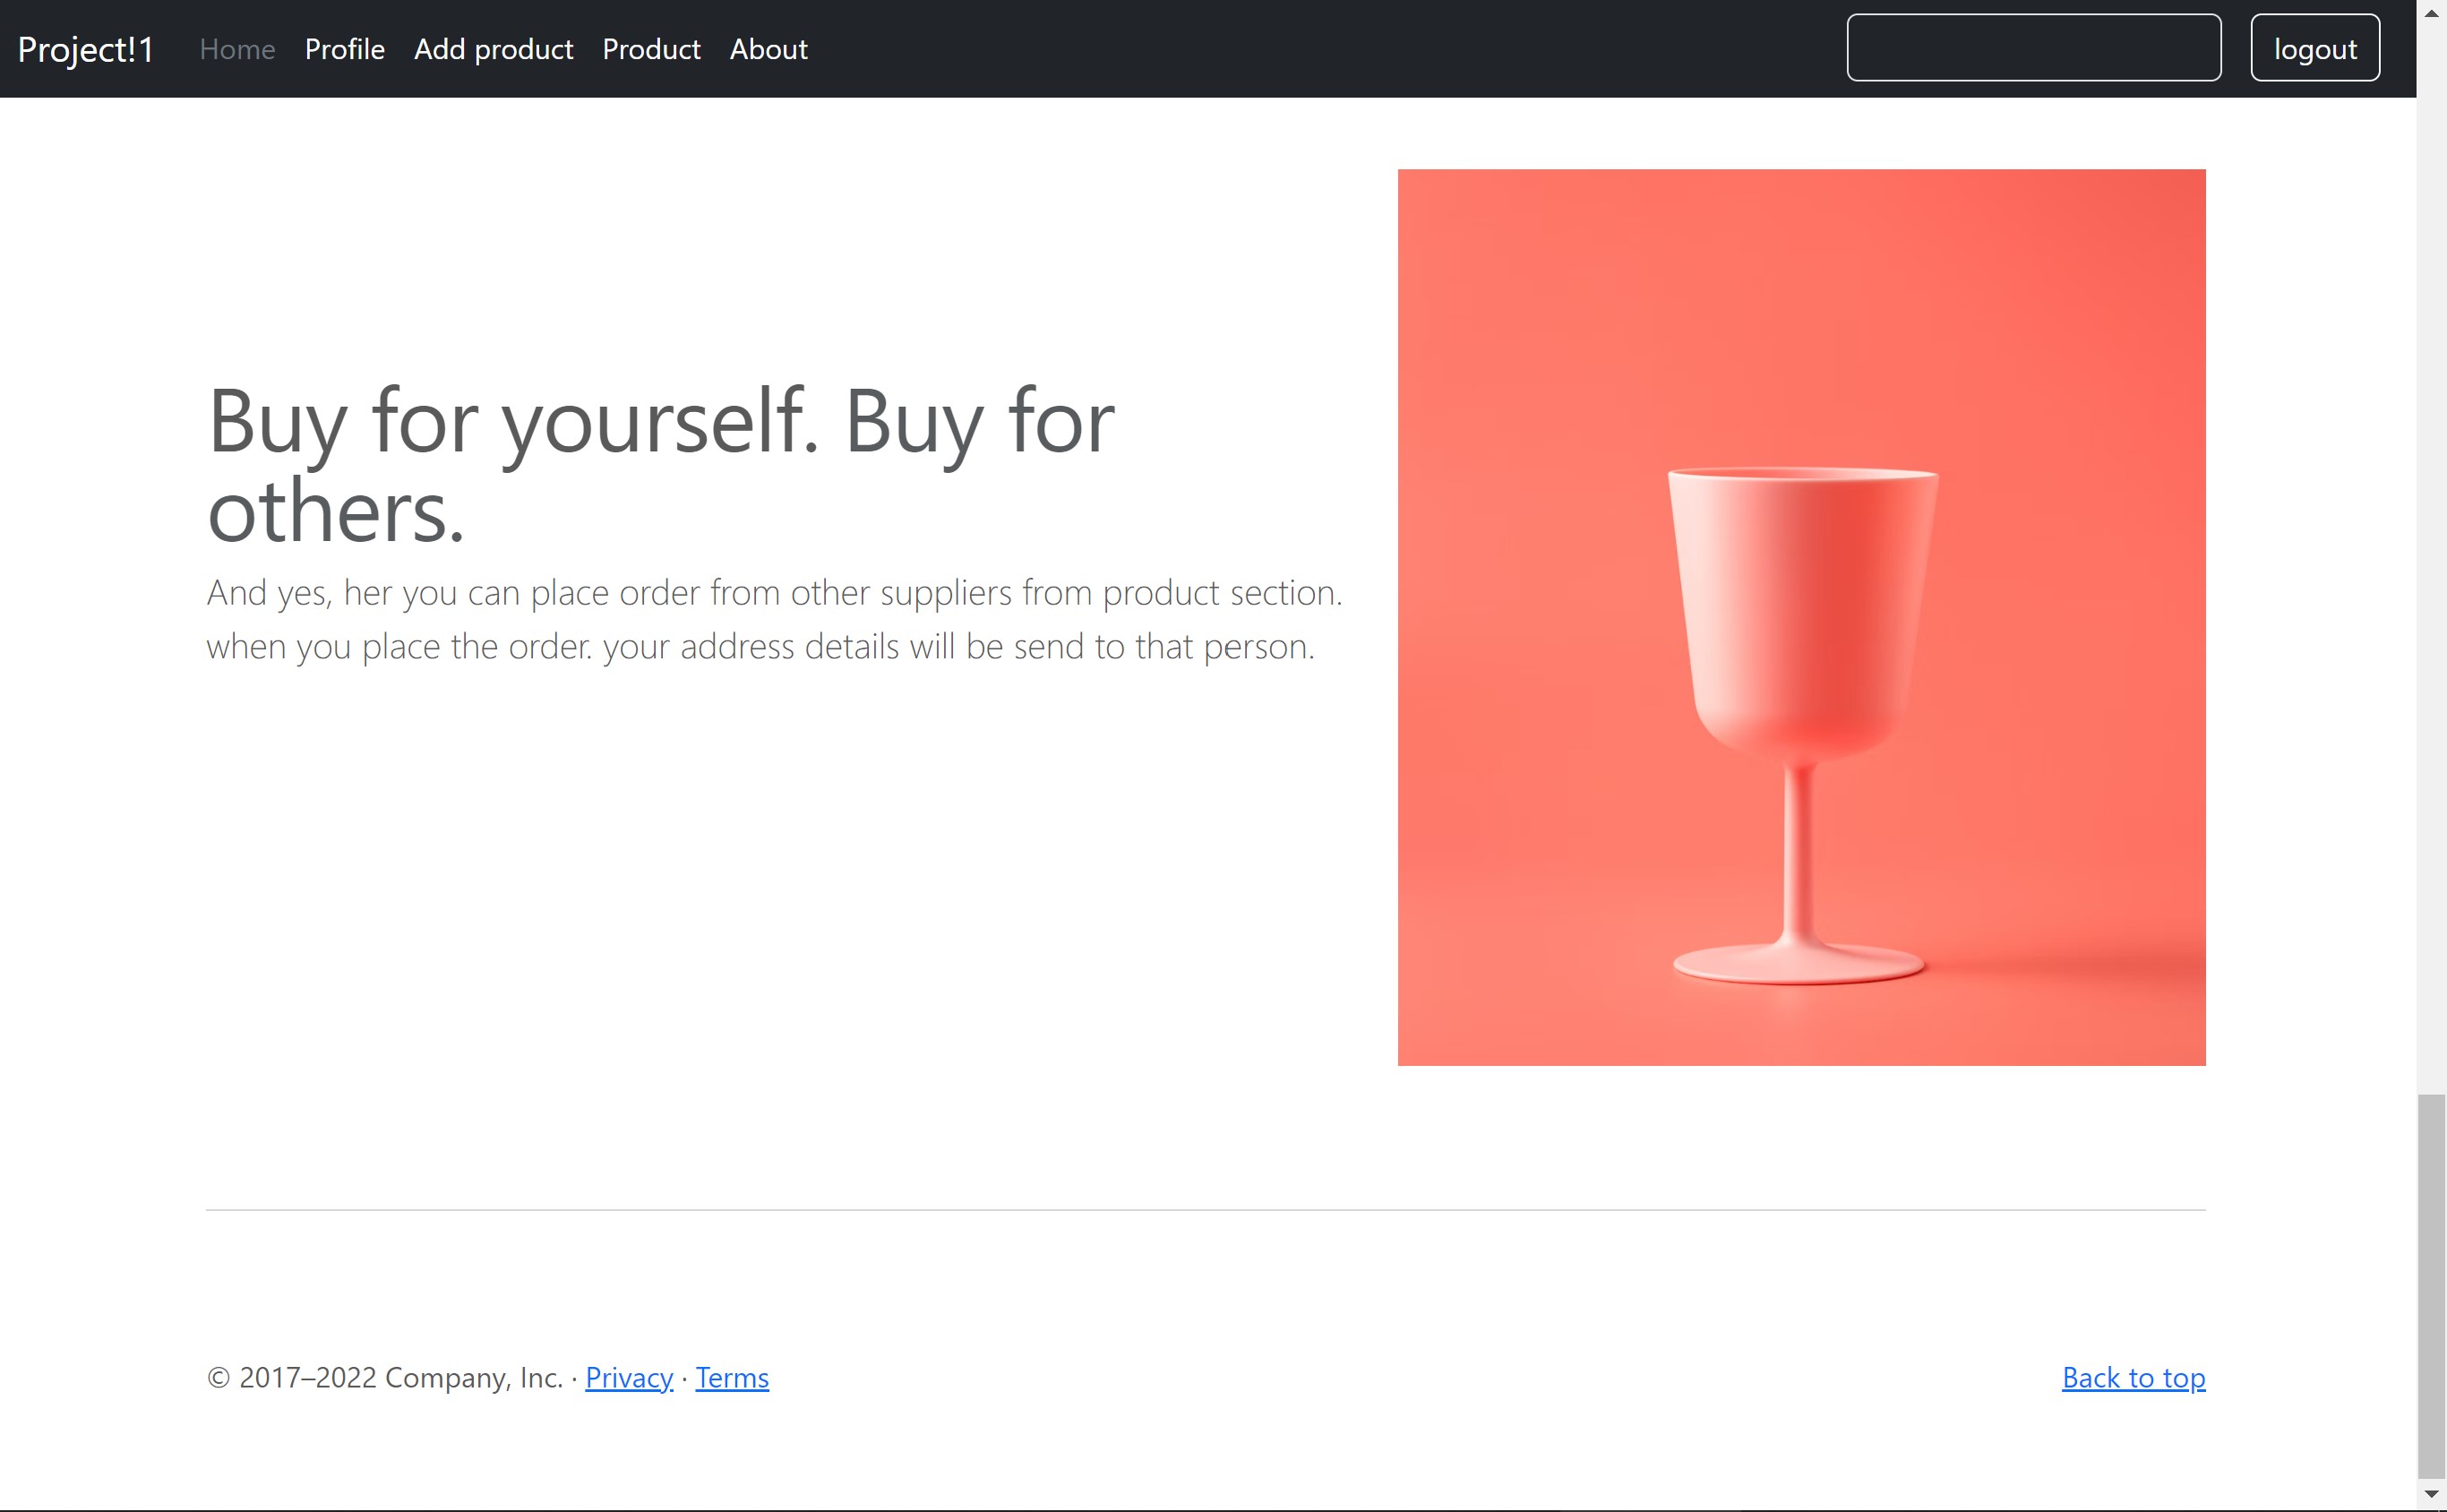 Project!1 Home Profile Add product Product About logout
Buy for yourself. Buy for
others.
And yes, her you can place order from other suppliers from product section.
when you place the order. your address details will be send to that person.
© 2017–2022 Company, Inc. · Privacy · Terms Back to top